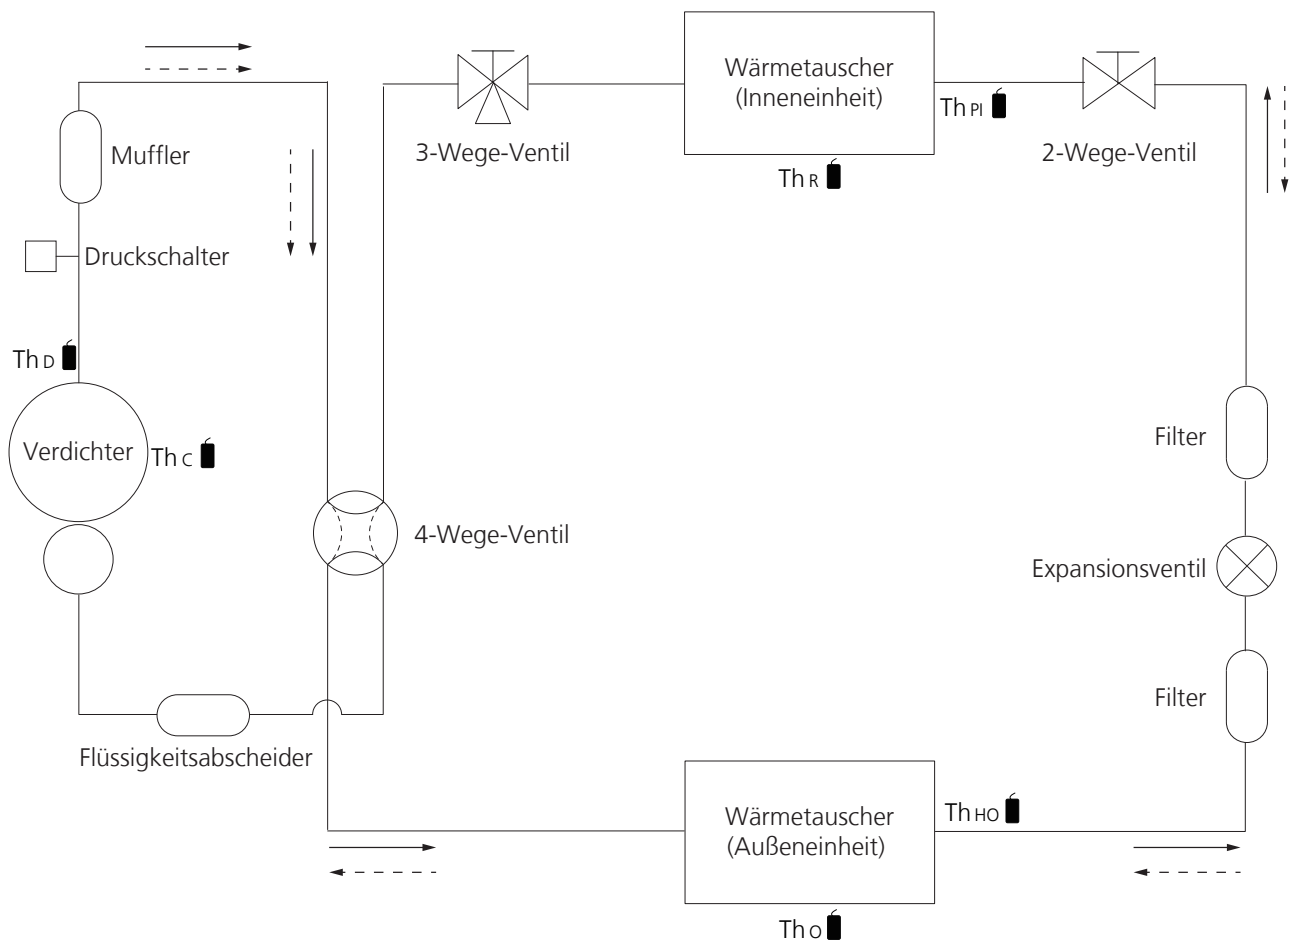 Wärmetauscher
(Inneneinheit)
Th PI
3-Wege-Ventil
2-Wege-Ventil
Muffler
Th R
Druckschalter
Th D
Verdichter
Th C
Filter
4-Wege-Ventil
Expansionsventil
Filter
Flüssigkeitsabscheider
Wärmetauscher
(Außeneinheit)
Th HO
Th O